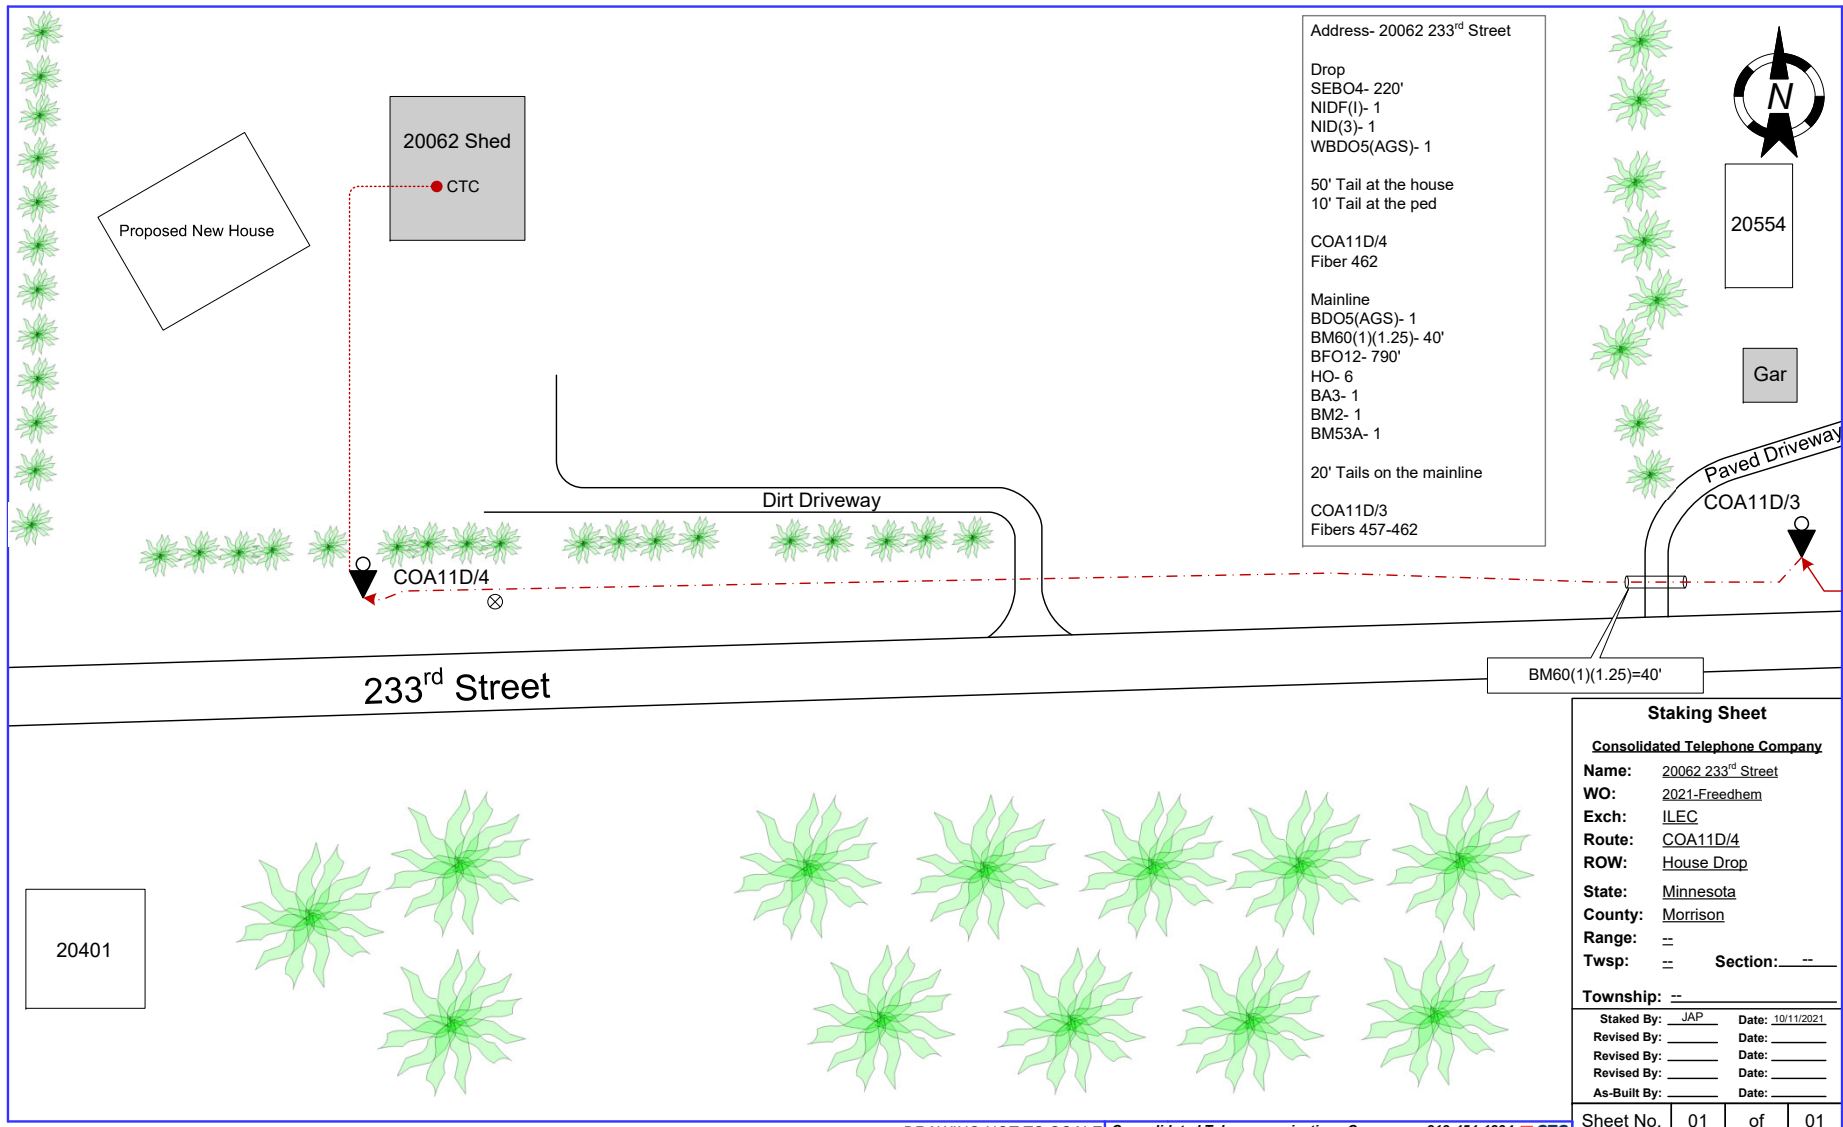 Address- 20062 233rd Street
Drop
SEBO4- 220'
NIDF(I)- 1
NID(3)- 1
WBDO5(AGS)- 1
50' Tail at the house
10' Tail at the ped
COA11D/4
Fiber 462
Mainline
BDO5(AGS)- 1
BM60(1)(1.25)- 40'
BFO12- 790'
HO- 6
BA3- 1
BM2- 1
BM53A- 1
20' Tails on the mainline
COA11D/3
Fibers 457-462
N
20062 Shed
CTC
Proposed New House
20554
Gar
Paved Driveway
COA11D/3
Dirt Driveway
COA11D/4
BM60(1)(1.25)=40'
233rd Street
20401
Staking Sheet
Consolidated Telephone Company
Name: 20062 233rd Street
WO: 2021-Freedhem
Exch: ILEC
Route: COA11D/4
ROW: House Drop
State: Minnesota
County: Morrison
Range: --
Twsp: -- Section: --
Township: --
Staked By: JAP Date: 10/11/2021
Revised By: Date:
Revised By: Date:
Revised By: Date:
As-Built By: Date:
Sheet No. 01 of 01